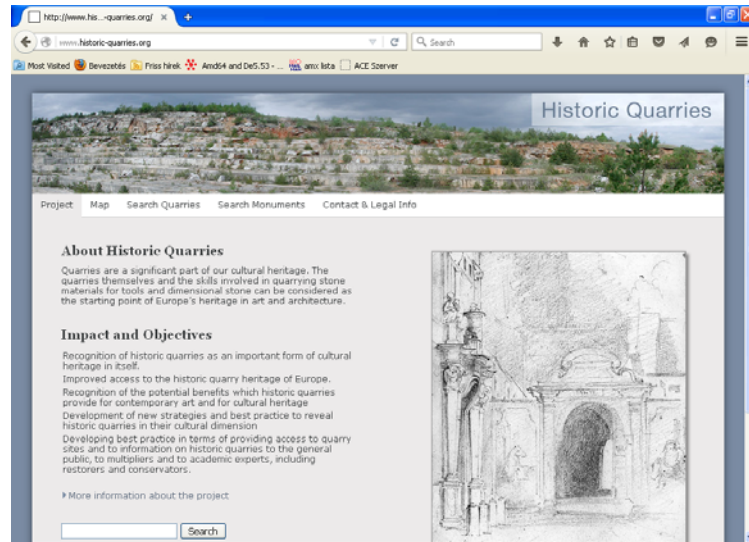 http://www.his...-quarries.org/
www.historic-quarries.org
Search
Most Visited Bevezetés Friss hírek Amd64 and De5.53 - ... amx lista ACE Szerver
Historic Quarries
Project Map Search Quarries Search Monuments Contact & Legal Info
About Historic Quarries
Quarries are a significant part of our cultural heritage. The
quarries themselves and the skills involved in quarrying stone
materials for tools and dimensional stone can be considered as
the starting point of Europe's heritage in art and architecture.
Impact and Objectives
Recognition of historic quarries as an important form of cultural
heritage in itself.
Improved access to the historic quarry heritage of Europe.
Recognition of the potential benefits which historic quarries
provide for contemporary art and for cultural heritage
Development of new strategies and best practice to reveal
historic quarries in their cultural dimension
Developing best practice in terms of providing access to quarry
sites and to information on historic quarries to the general
public, to multipliers and to academic experts, including
restorers and conservators.
More information about the project
Search